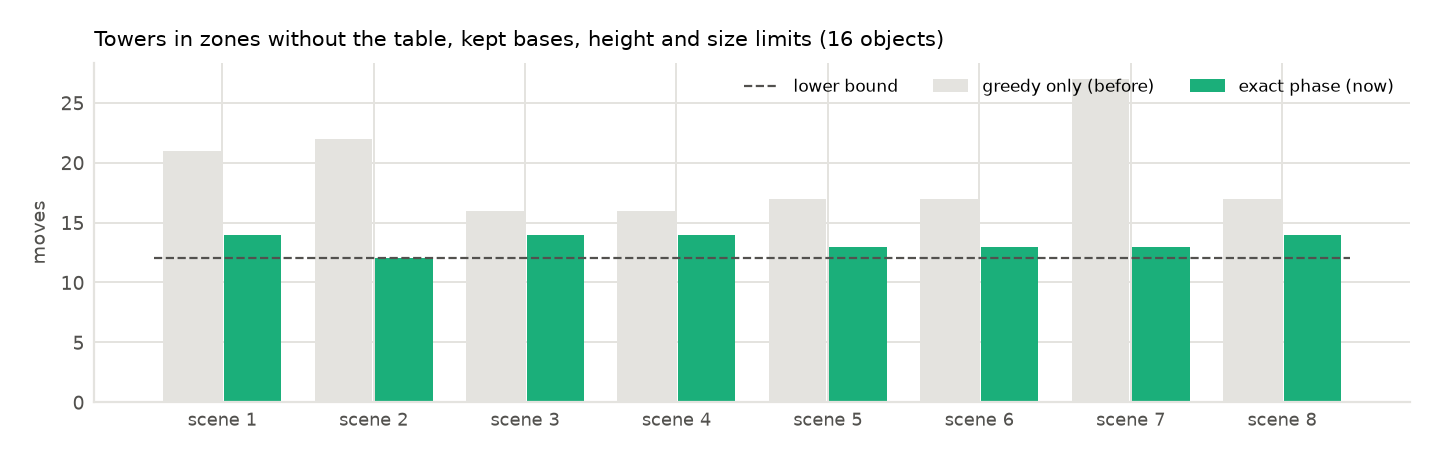 Towers in zones without the table, kept bases, height and size limits (16 objects)
lower bound
greedy only (before)
exact phase (now)
moves
25
20
15
10
5
0
scene 1
scene 2
scene 3
scene 4
scene 5
scene 6
scene 7
scene 8